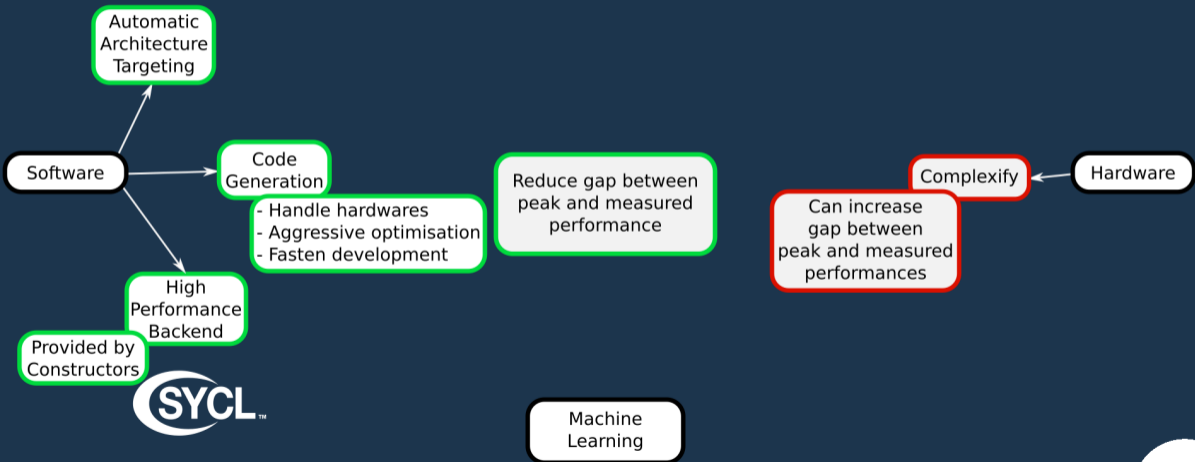 Automatic
Architecture
Targeting
Software
Code
Generation
- Handle hardwares
- Aggressive optimisation
- Fasten development
High
Performance
Backend
Provided by
Constructors
SYCL™
Reduce gap between
peak and measured
performance
Complexify
Can increase
gap between
peak and measured
performances
Hardware
Machine
Learning